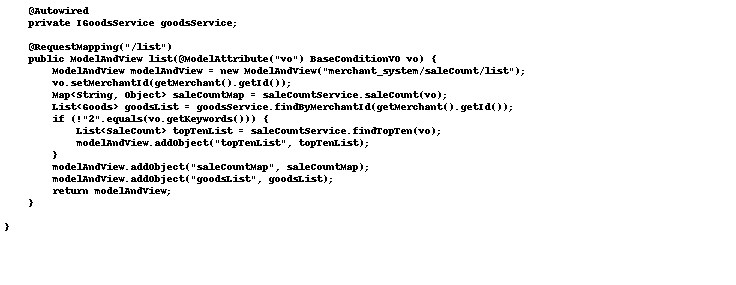 @Autowired
private IGoodsService goodsService;
@RequestMapping("/list")
public ModelAndView list(@ModelAttribute("vo") BaseConditionVO vo) {
ModelAndView modelAndView = new ModelAndView("merchant_system/saleCount/list");
vo.setMerchantId(getMerchant().getId());
Map<String, Object> saleCountMap = saleCountService.saleCount(vo);
List<Goods> goodsList = goodsService.findByMerchantId(getMerchant().getId());
if (!"2".equals(vo.getKeywords())) {
List<SaleCount> topTenList = saleCountService.findTopTen(vo);
modelAndView.addObject("topTenList", topTenList);
}
modelAndView.addObject("saleCountMap", saleCountMap);
modelAndView.addObject("goodsList", goodsList);
return modelAndView;
}
}